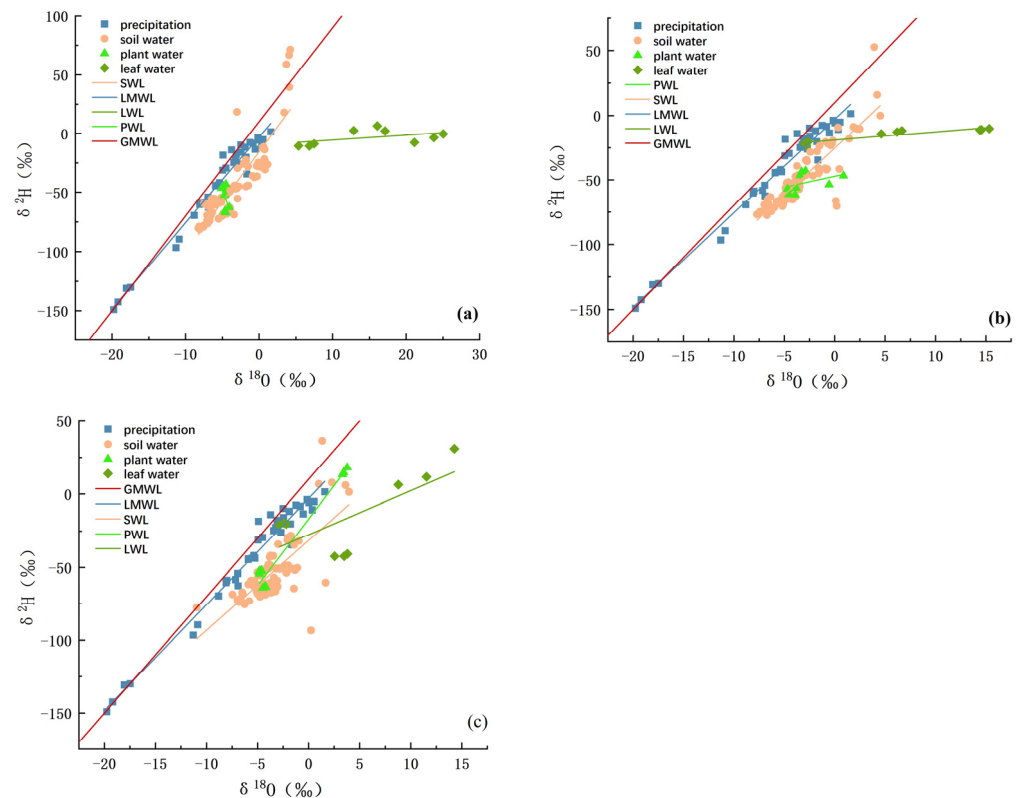 precipitation
soil water
plant water
leaf water
SWL
LMWL
LWL
PWL
GMWL
100
50
0
−50
100
−150
−20
−10
0
10
20
30
δ ²H (‰)
δ ¹⁸O (‰)
(a)
precipitation
soil water
plant water
leaf water
PWL
SWL
LMWL
LWL
GMWL
50
0
−50
−100
−150
−20
−15
−10
−5
0
5
10
15
δ ²H (‰)
δ ¹⁸O (‰)
(b)
precipitation
soil water
plant water
leaf water
GMWL
LMWL
SWL
PWL
LWL
50
0
−50
−100
−150
−20
−15
−10
−5
0
5
10
15
δ ²H (‰)
δ ¹⁸O (‰)
(c)